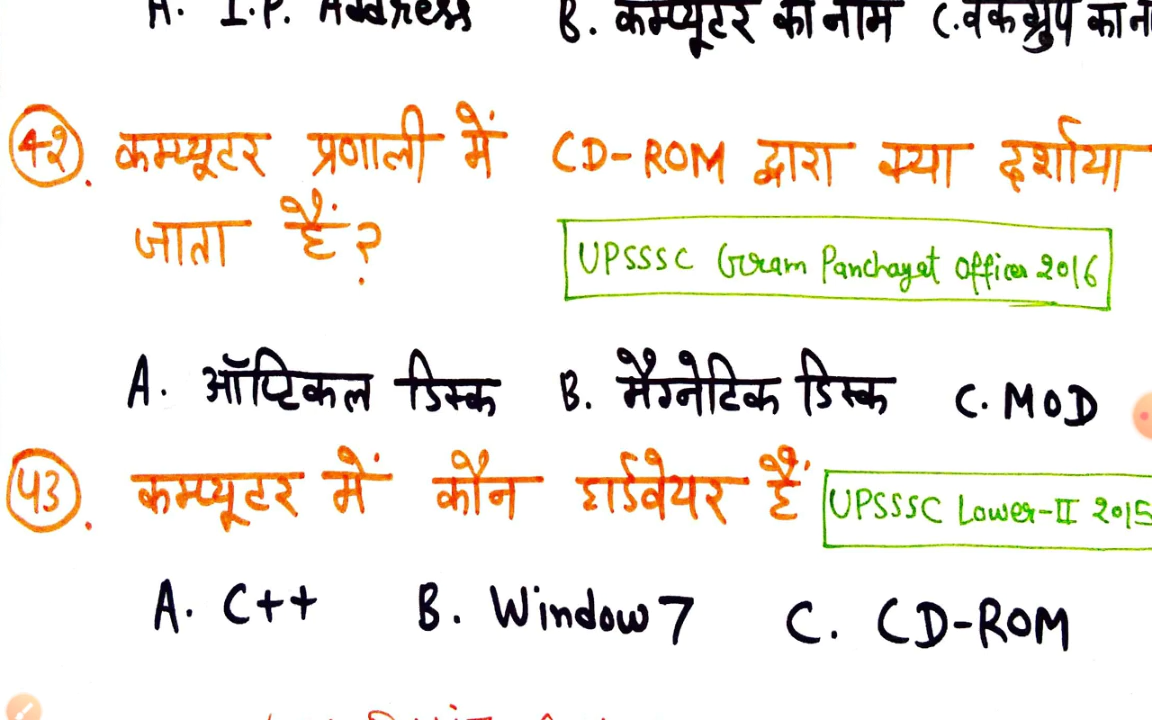 A. I.P. Address B. कम्प्यूटर का नाम C. वर्कग्रुप का
42. कम्प्यूटर प्रणाली में CD-ROM द्वारा क्या दर्शाया
जाता हैं?
UPSSSC Gram Panchayat Officer 2016
A. ऑप्टिकल डिस्क B. मैग्नेटिक डिस्क C. MOD
43. कम्प्यूटर में कौन हार्डवेयर हैं UPSSSC Lower-II 2015
A. C++ B. Window 7 C. CD-ROM